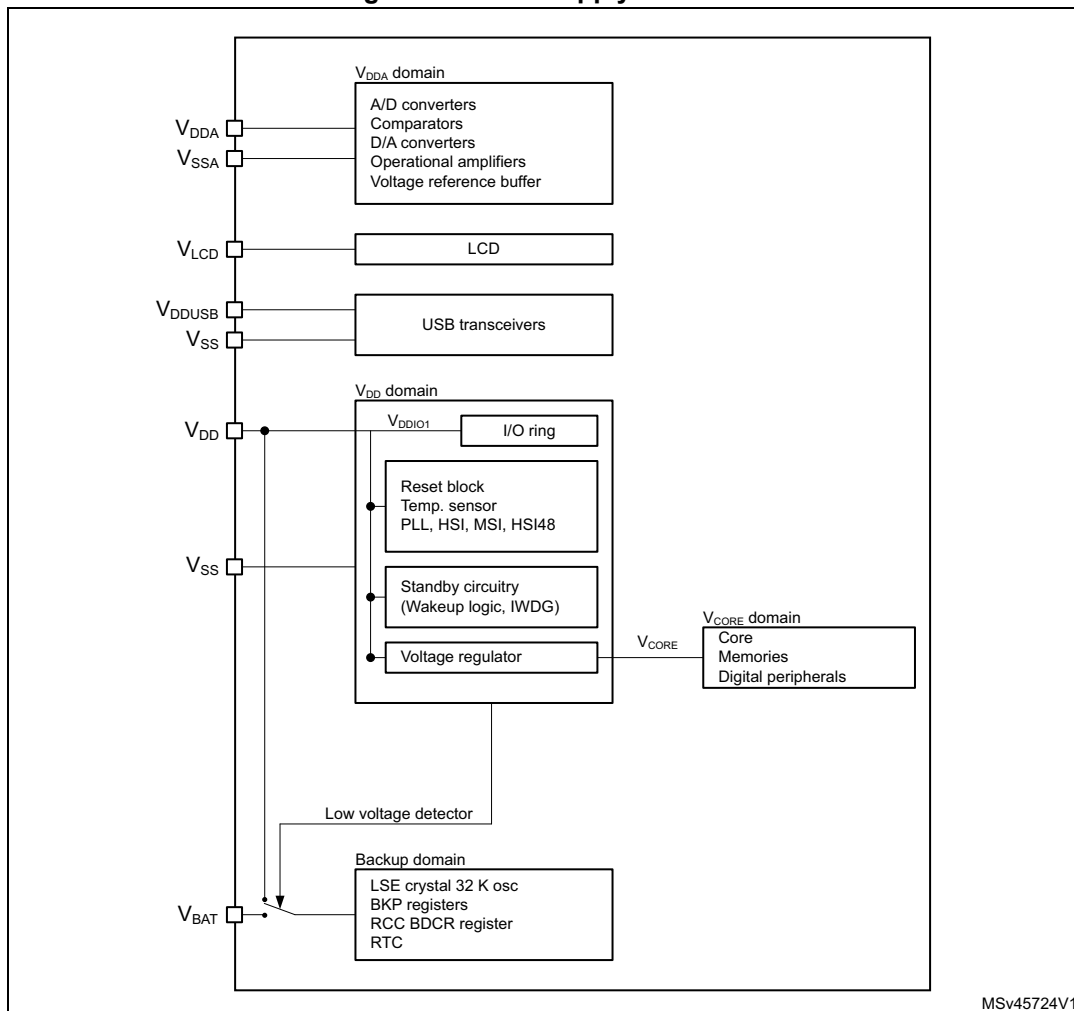 V_DDA domain
A/D converters
Comparators
D/A converters
Operational amplifiers
Voltage reference buffer
V_DDA
V_SSA
V_LCD
LCD
V_DDUSB
V_SS
USB transceivers
V_DD domain
V_DD
V_DDIO1
I/O ring
Reset block
Temp. sensor
PLL, HSI, MSI, HSI48
V_SS
Standby circuitry
(Wakeup logic, IWDG)
Voltage regulator
V_CORE
V_CORE domain
Core
Memories
Digital peripherals
Low voltage detector
Backup domain
LSE crystal 32 K osc
BKP registers
RCC BDCR register
RTC
V_BAT
MSv45724V1